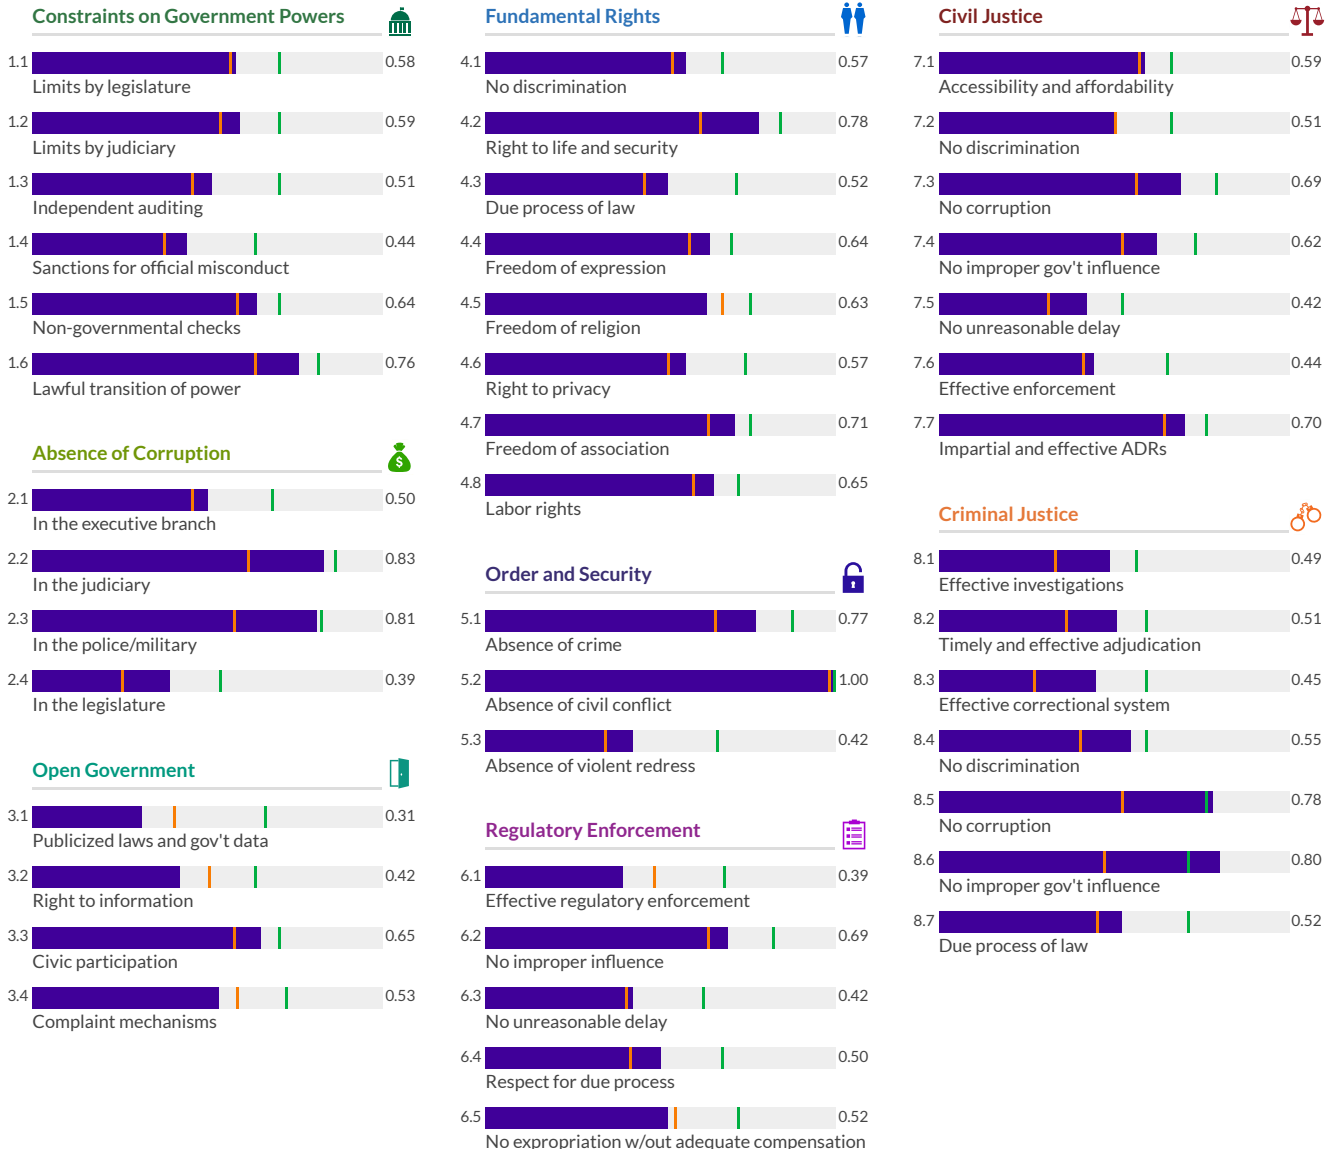 Constraints on Government Powers
1.1 0.58
Limits by legislature
1.2 0.59
Limits by judiciary
1.3 0.51
Independent auditing
1.4 0.44
Sanctions for official misconduct
1.5 0.64
Non-governmental checks
1.6 0.76
Lawful transition of power
Absence of Corruption
$
2.1 0.50
In the executive branch
2.2 0.83
In the judiciary
2.3 0.81
In the police/military
2.4 0.39
In the legislature
Open Government
3.1 0.31
Publicized laws and gov't data
3.2 0.42
Right to information
3.3 0.65
Civic participation
3.4 0.53
Complaint mechanisms
Fundamental Rights
4.1 0.57
No discrimination
4.2 0.78
Right to life and security
4.3 0.52
Due process of law
4.4 0.64
Freedom of expression
4.5 0.63
Freedom of religion
4.6 0.57
Right to privacy
4.7 0.71
Freedom of association
4.8 0.65
Labor rights
Order and Security
5.1 0.77
Absence of crime
5.2 1.00
Absence of civil conflict
5.3 0.42
Absence of violent redress
Regulatory Enforcement
6.1 0.39
Effective regulatory enforcement
6.2 0.69
No improper influence
6.3 0.42
No unreasonable delay
6.4 0.50
Respect for due process
6.5 0.52
No expropriation w/out adequate compensation
Civil Justice
7.1 0.59
Accessibility and affordability
7.2 0.51
No discrimination
7.3 0.69
No corruption
7.4 0.62
No improper gov't influence
7.5 0.42
No unreasonable delay
7.6 0.44
Effective enforcement
7.7 0.70
Impartial and effective ADRs
Criminal Justice
8.1 0.49
Effective investigations
8.2 0.51
Timely and effective adjudication
8.3 0.45
Effective correctional system
8.4 0.55
No discrimination
8.5 0.78
No corruption
8.6 0.80
No improper gov't influence
8.7 0.52
Due process of law